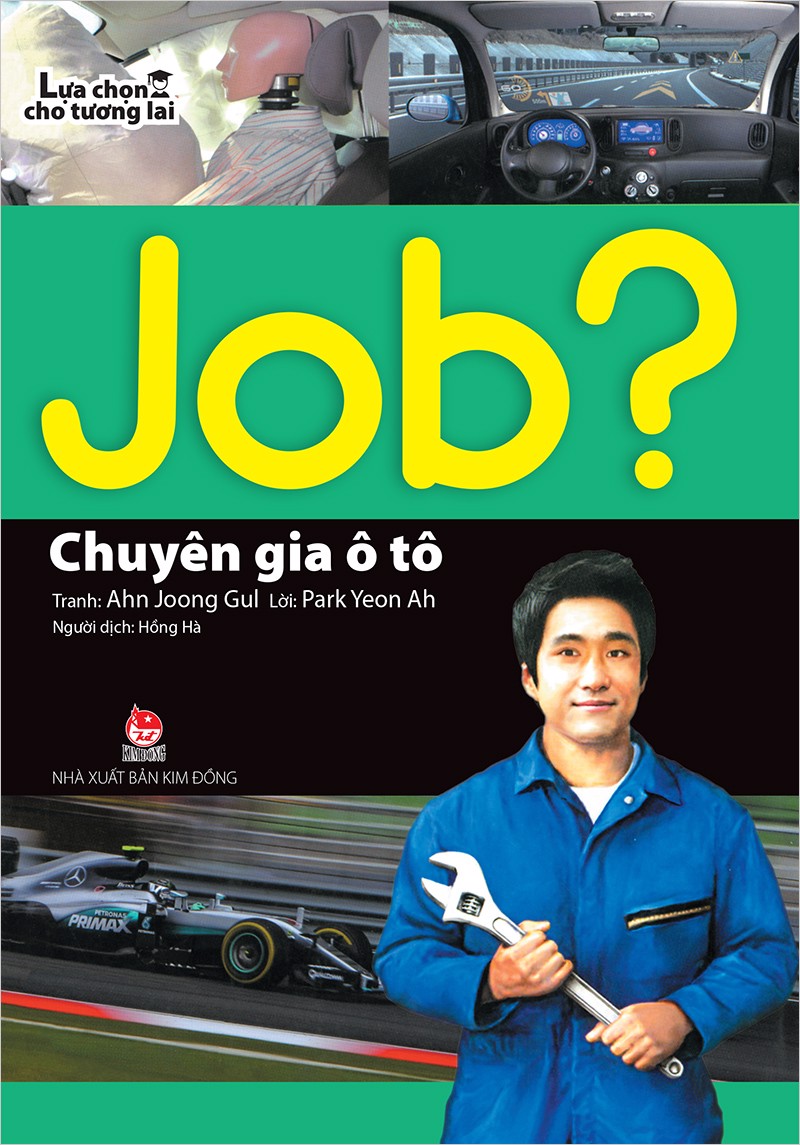 Lựa chọn
cho tương lai
Job?
Chuyên gia ô tô
Tranh: Ahn Joong Gul Lời: Park Yeon Ah
Người dịch: Hồng Hà
KIM ĐỒNG
NHÀ XUẤT BẢN KIM ĐỒNG
PETRONAS
PRIMAX